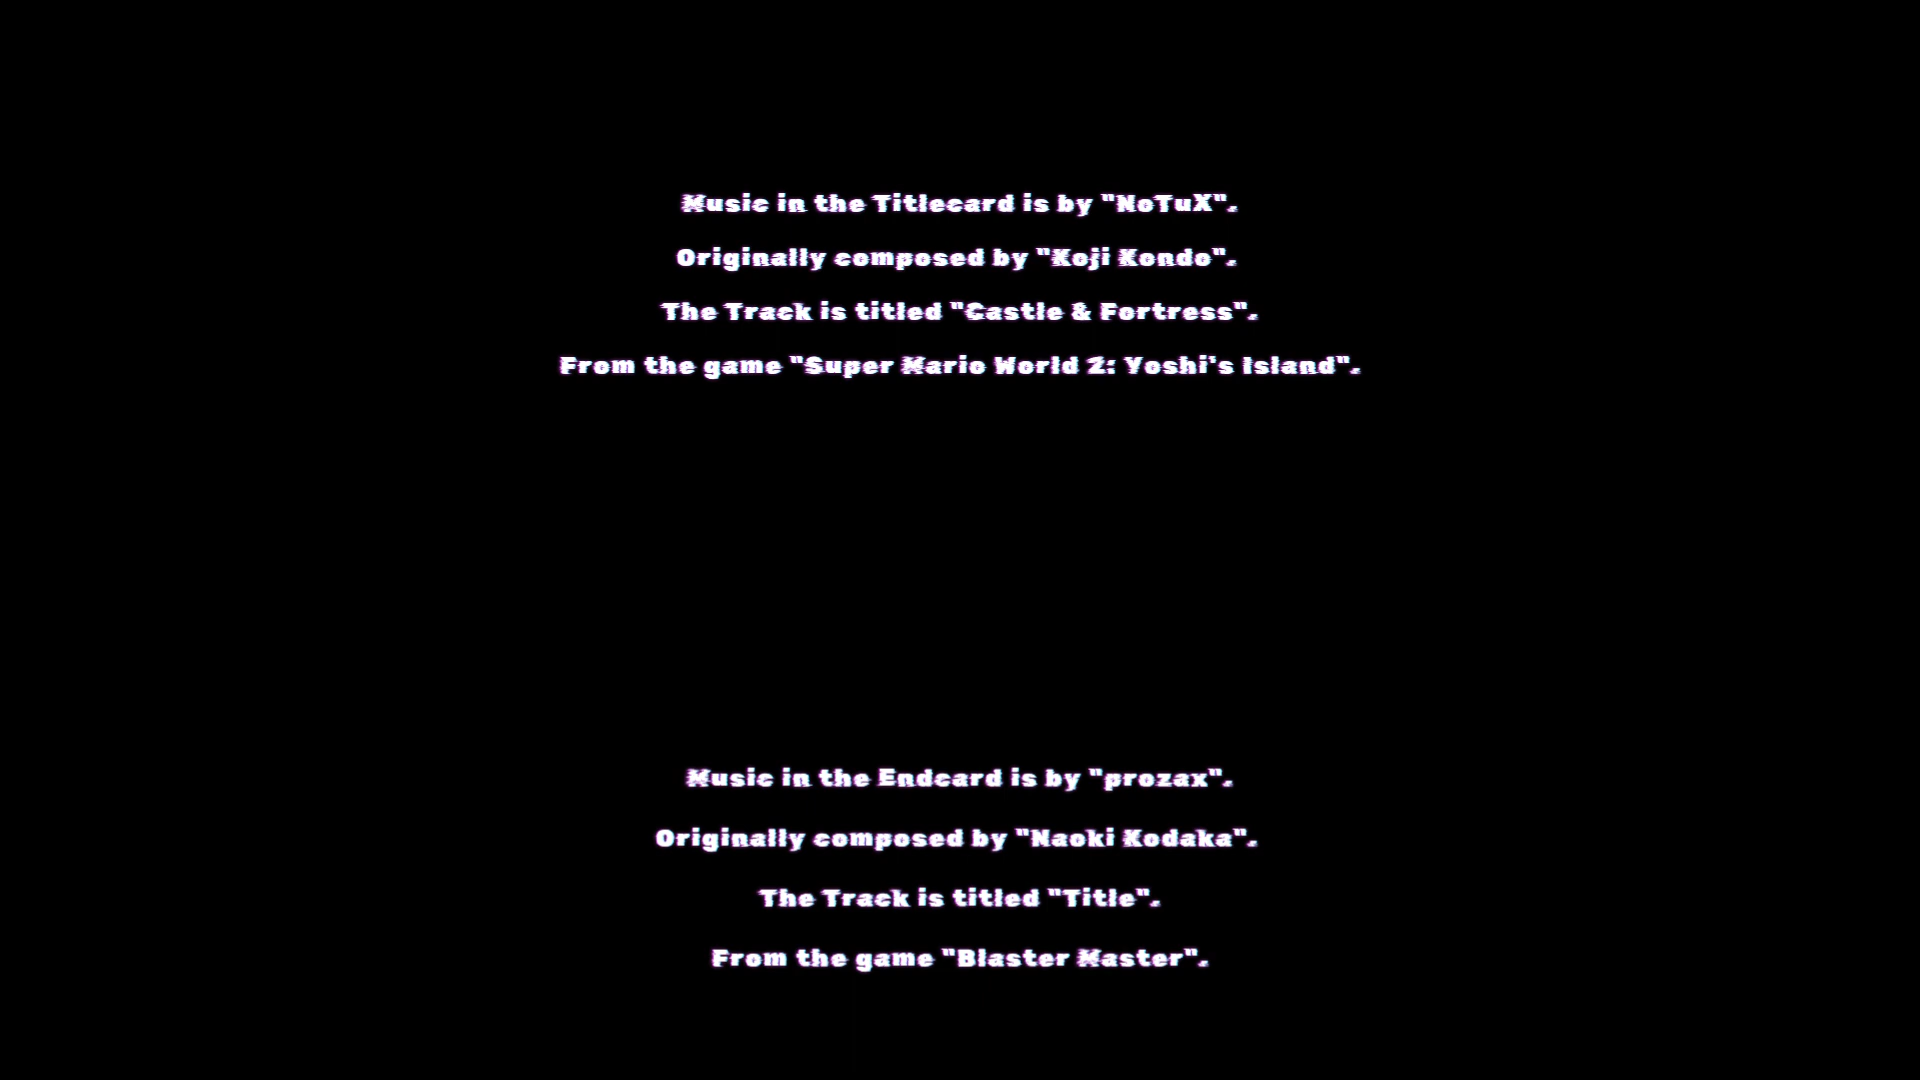 Music in the Titlecard is by "NoTuX".
Originally composed by "Koji Kondo".
The Track is titled "Castle & Fortress".
From the game "Super Mario World 2: Yoshi's Island".
Music in the Endcard is by "prozax".
Originally composed by "Naoki Kodaka".
The Track is titled "Title".
From the game "Blaster Master".